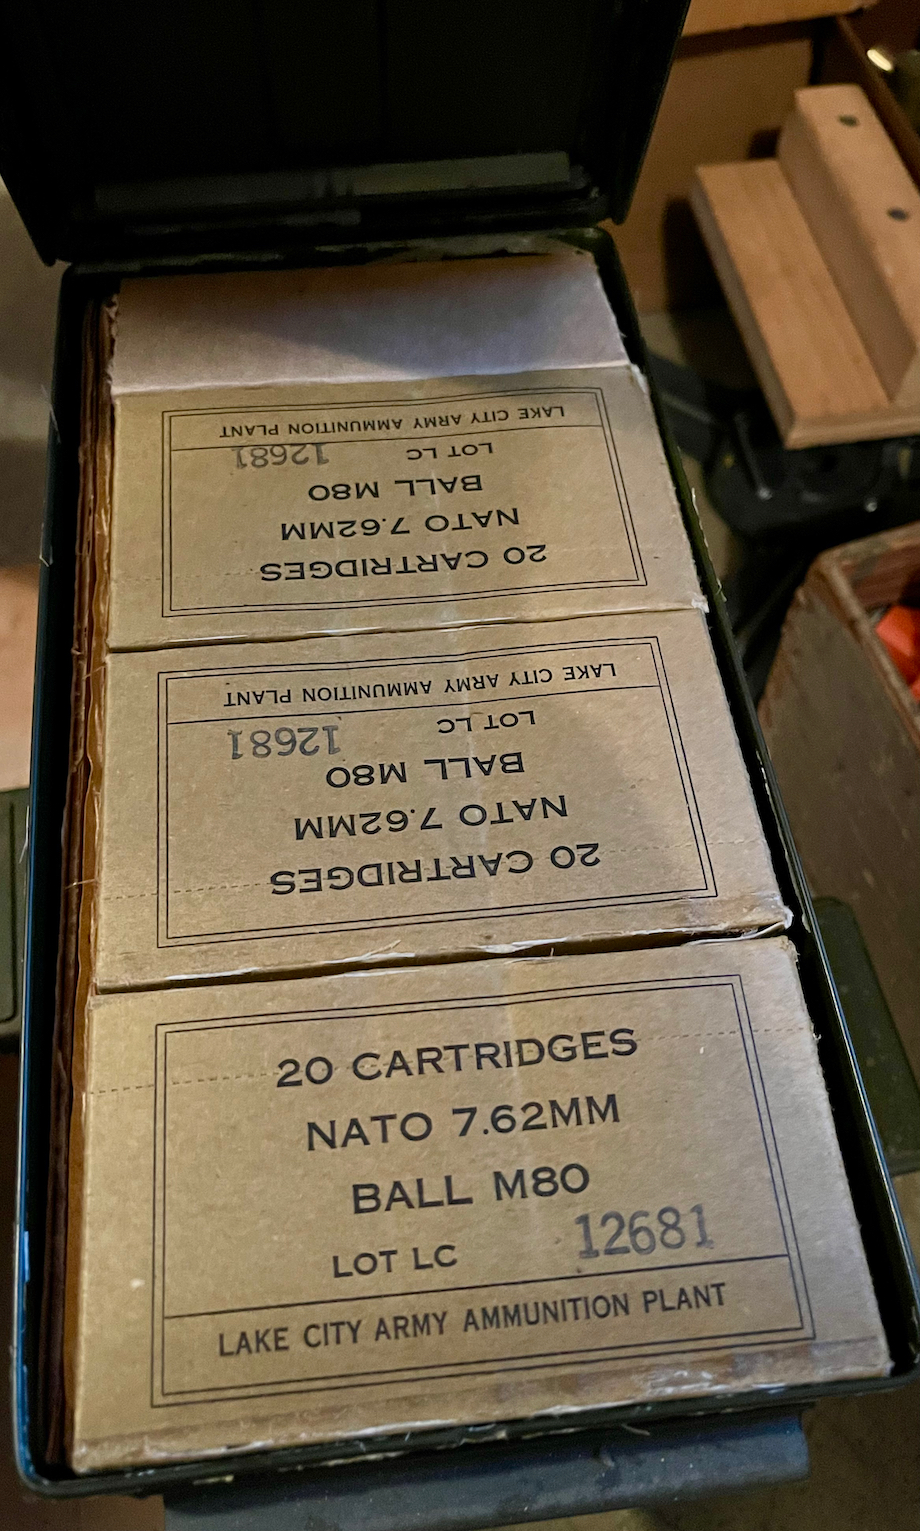 LAKE CITY ARMY AMMUNITION PLANT
LOT LC 12681
BALL M80
NATO 7.62MM
20 CARTRIDGES
LAKE CITY ARMY AMMUNITION PLANT
LOT LC 12681
BALL M80
NATO 7.62MM
20 CARTRIDGES
20 CARTRIDGES
NATO 7.62MM
BALL M80
LOT LC 12681
LAKE CITY ARMY AMMUNITION PLANT